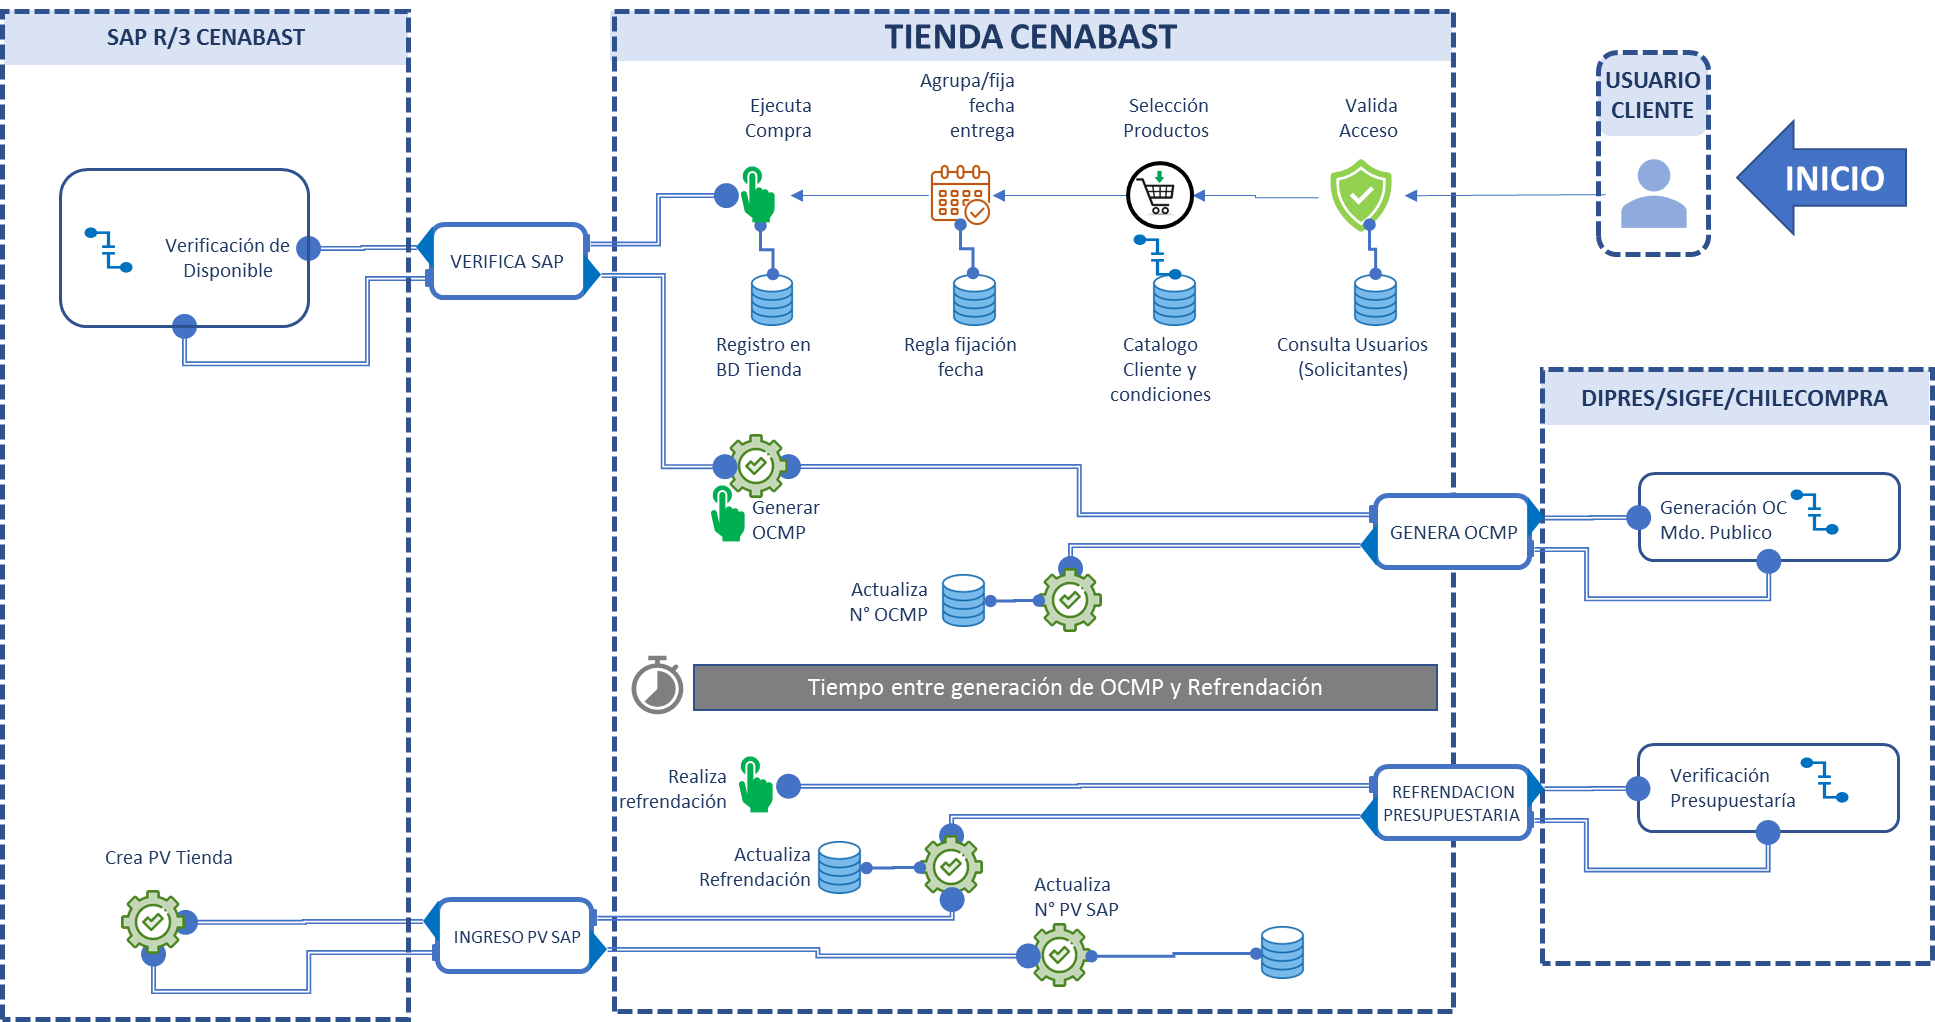 SAP R/3 CENABAST
TIENDA CENABAST
USUARIO
CLIENTE
INICIO
Ejecuta
Compra
Agrupa/fija
fecha
entrega
Selección
Productos
Valida
Acceso
Verificación de
Disponible
VERIFICA SAP
Registro en
BD Tienda
Regla fijación
fecha
Catalogo
Cliente y
condiciones
Consulta Usuarios
(Solicitantes)
DIPRES/SIGFE/CHILECOMPRA
Generar
OCMP
GENERA OCMP
Generación OC
Mdo. Publico
Actualiza
N° OCMP
Tiempo entre generación de OCMP y Refrendación
Realiza
refrendación
REFRENDACION
PRESUPUESTARIA
Verificación
Presupuestaría
Actualiza
Refrendación
Crea PV Tienda
Actualiza
N° PV SAP
INGRESO PV SAP